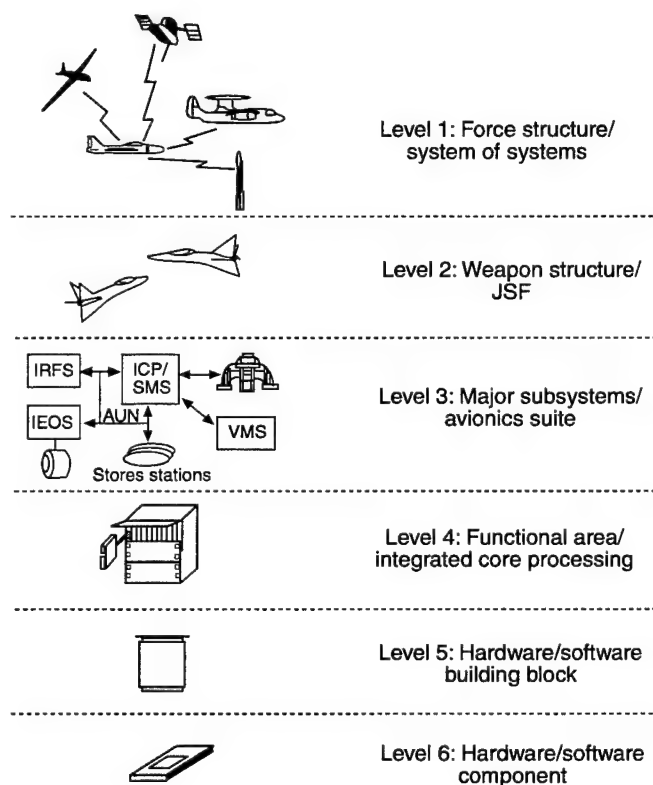 Level 1: Force structure/
system of systems
Level 2: Weapon structure/
JSF
IRFS
ICP/
SMS
IEOS
AUN
VMS
Stores stations
Level 3: Major subsystems/
avionics suite
Level 4: Functional area/
integrated core processing
Level 5: Hardware/software
building block
Level 6: Hardware/software
component